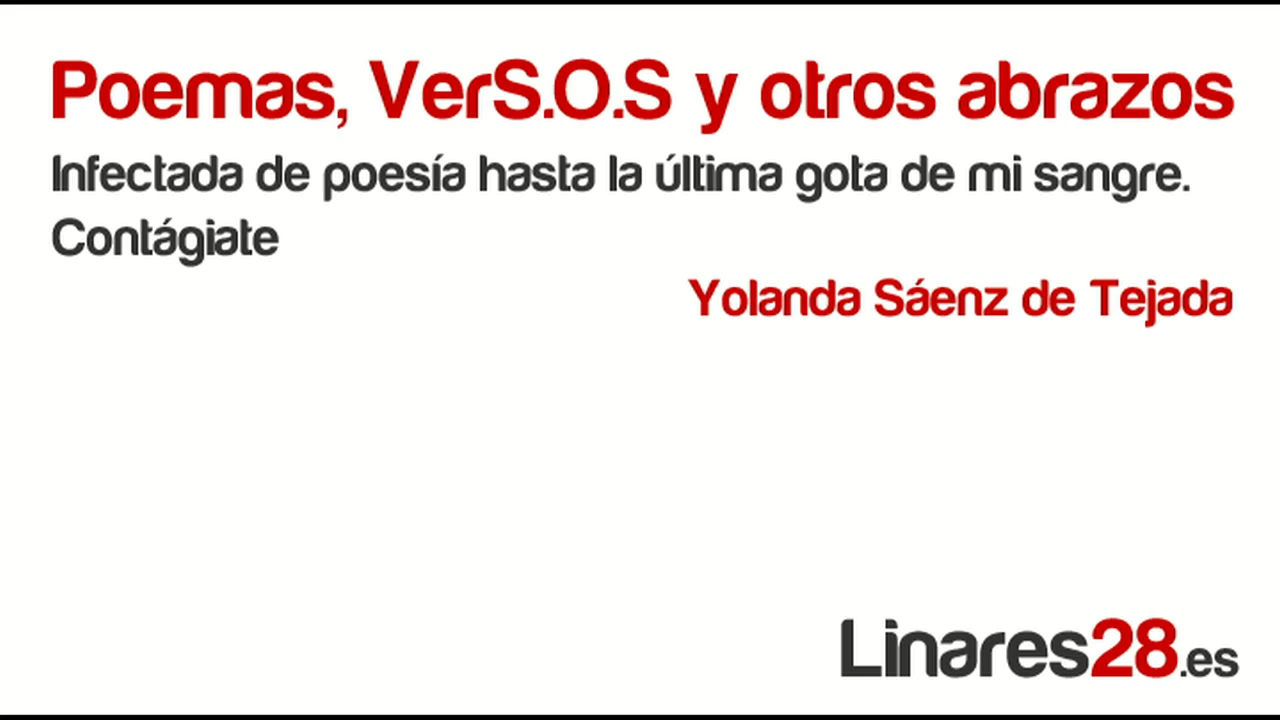 Poemas, VerS.O.S y otros abrazos
Infectada de poesía hasta la última gota de mi sangre.
Contágiate
Yolanda Sáenz de Tejada
Linares28.es